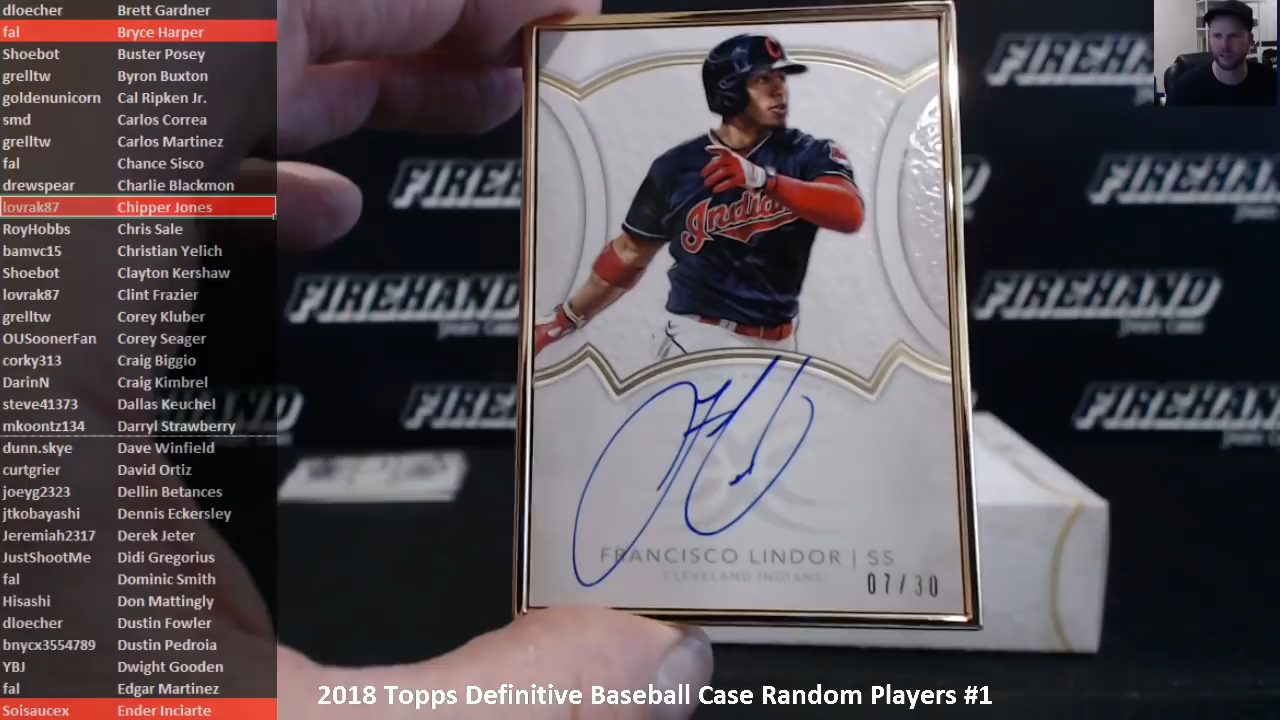 dloecher Brett Gardner
fal Bryce Harper
Shoebot Buster Posey
grelltw Byron Buxton
goldenunicorn Cal Ripken Jr.
smd Carlos Correa
grelltw Carlos Martinez
fal Chance Sisco
drewspear Charlie Blackmon
lovrak87 Chipper Jones
RoyHobbs Chris Sale
bamvc15 Christian Yelich
Shoebot Clayton Kershaw
lovrak87 Clint Frazier
grelltw Corey Kluber
OUSoonerFan Corey Seager
corky313 Craig Biggio
DarinN Craig Kimbrel
steve41373 Dallas Keuchel
mkoontz134 Darryl Strawberry
dunn.skye Dave Winfield
curtgrier David Ortiz
joeyg2323 Dellin Betances
jtkobayashi Dennis Eckersley
Jeremiah2317 Derek Jeter
JustShootMe Didi Gregorius
fal Dominic Smith
Hisashi Don Mattingly
dloecher Dustin Fowler
bnycx3554789 Dustin Pedroia
YBJ Dwight Gooden
fal Edgar Martinez
Soisaucex Ender Inciarte
C
Indians
FRANCISCO LINDOR | SS
CLEVELAND INDIANS
07/30
FIREHAND
FIREHAND
FIREHAND
FIREHAND
FIREHAND
FIREHAND
FIREHAND
2018 Topps Definitive Baseball Case Random Players #1